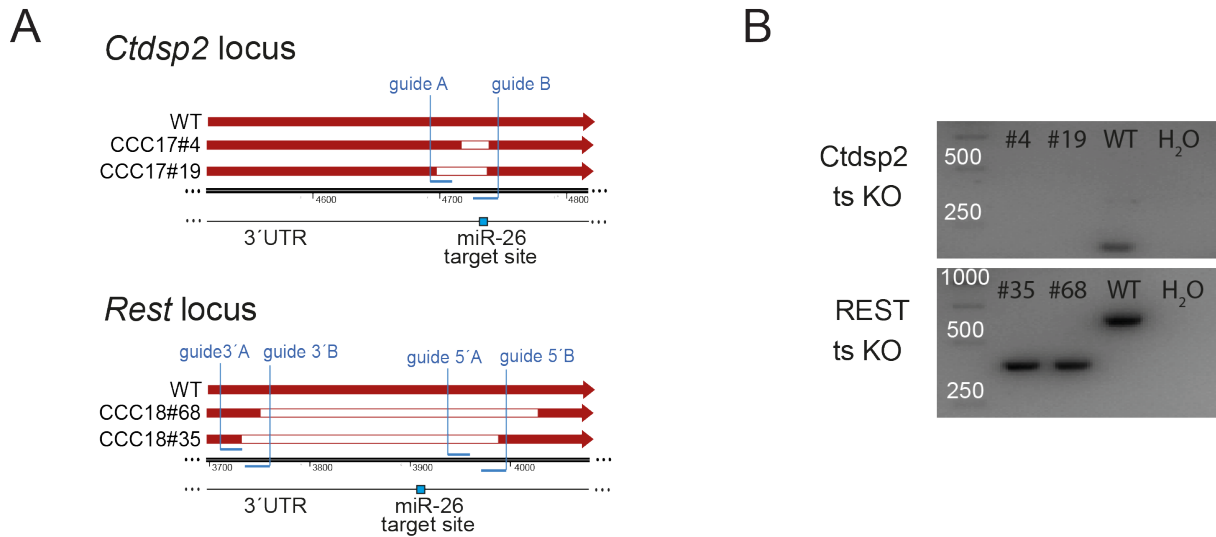 A
Ctdsp2 locus
guide A guide B
WT
CCC17#4
CCC17#19
... ...
4600 4700 4800
... ...
3´UTR miR-26
target site
Rest locus
guide3´A guide 3´B guide 5´A guide 5´B
WT
CCC18#68
CCC18#35
... ...
3700 3800 3900 4000
... ...
3´UTR miR-26
target site
B
Ctdsp2
ts KO
#4 #19 WT H₂O
500
250
REST
ts KO
1000
#35 #68 WT H₂O
500
250